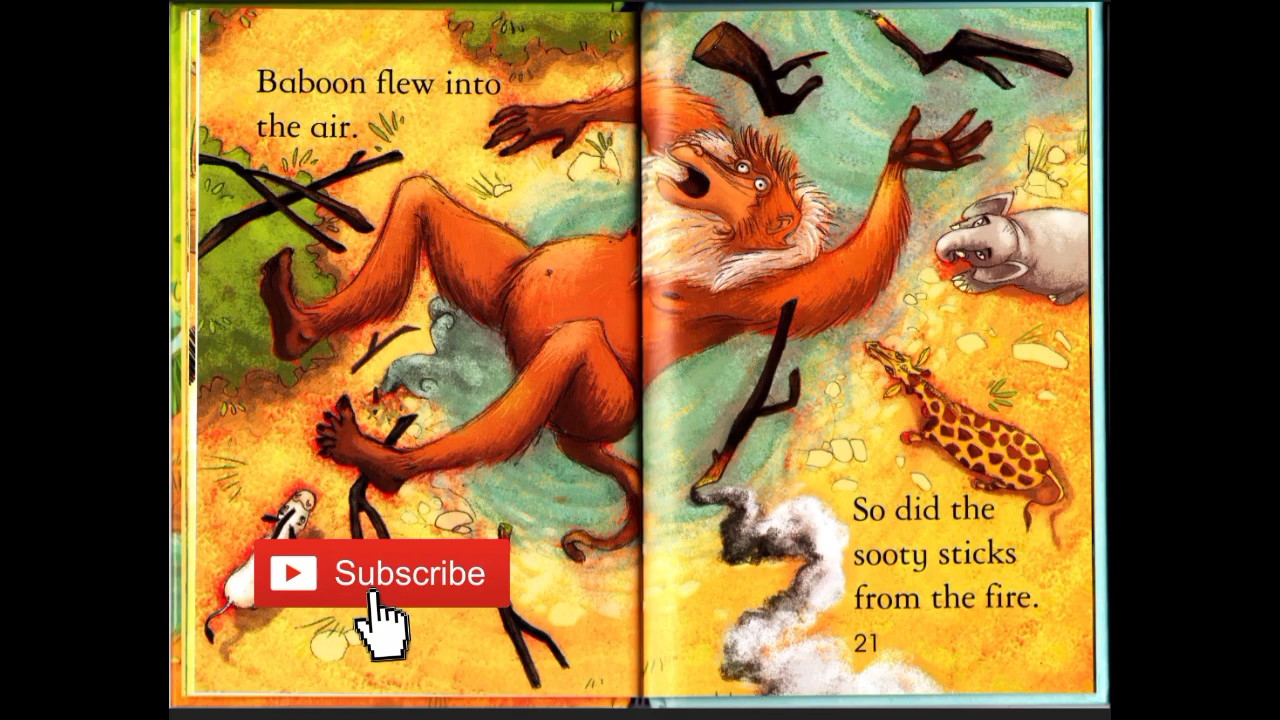 Baboon flew into
the air.
Subscribe
So did the
sooty sticks
from the fire.
21